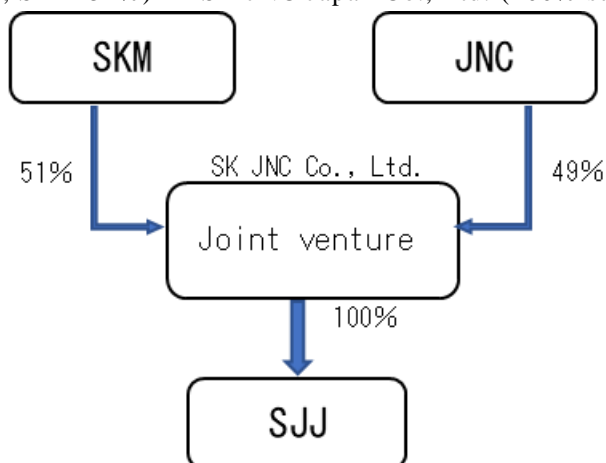 SKM JNC
51% SK JNC Co., Ltd. 49%
Joint venture
100%
SJJ